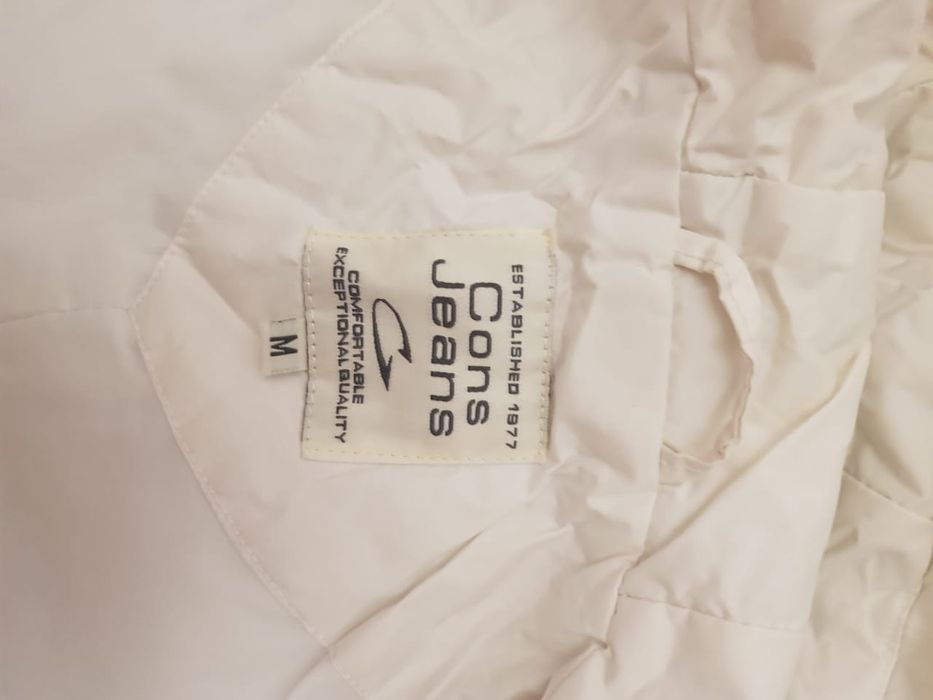 ESTABLISHED 1977
Cons
Jeans
COMFORTABLE
EXCEPTIONAL QUALITY
M